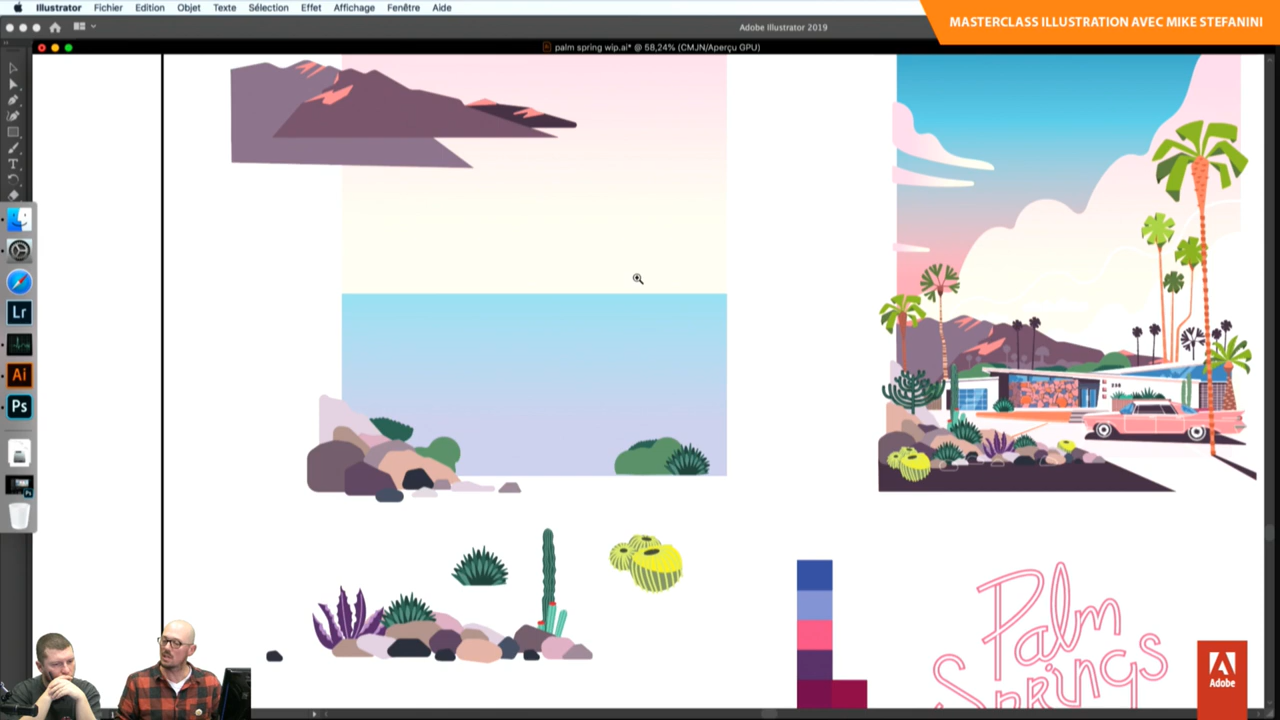 Illustrator Fichier Edition Objet Texte Sélection Effet Affichage Fenêtre Aide
MASTERCLASS ILLUSTRATION AVEC MIKE STEFANINI
Adobe Illustrator 2019
palm spring wip.ai* @ 58,24% (CMJN/Aperçu GPU)
Lr
Ai
Ps
Palm
Springs
Adobe